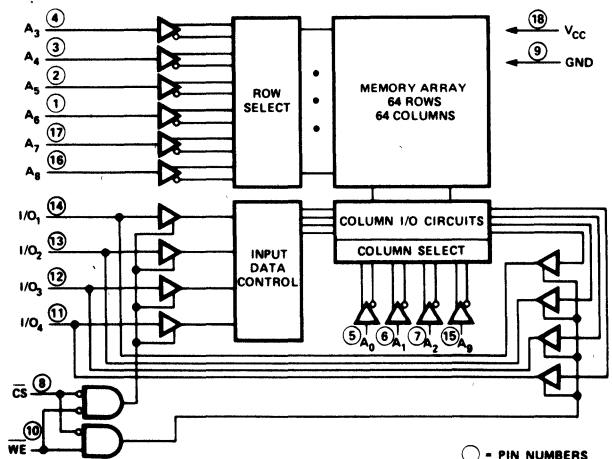 ④ A3
③ A4
② A5
① A6
⑰ A7
⑯ A8
⑭ I/O1
⑬ I/O2
⑫ I/O3
⑪ I/O4
⑧ CS
⑩ WE
ROW
SELECT
MEMORY ARRAY
64 ROWS
64 COLUMNS
⑱ VCC
⑨ GND
INPUT
DATA
CONTROL
COLUMN I/O CIRCUITS
COLUMN SELECT
⑤ A0 ⑥ A1 ⑦ A2 ⑮ A9
= PIN NUMBERS